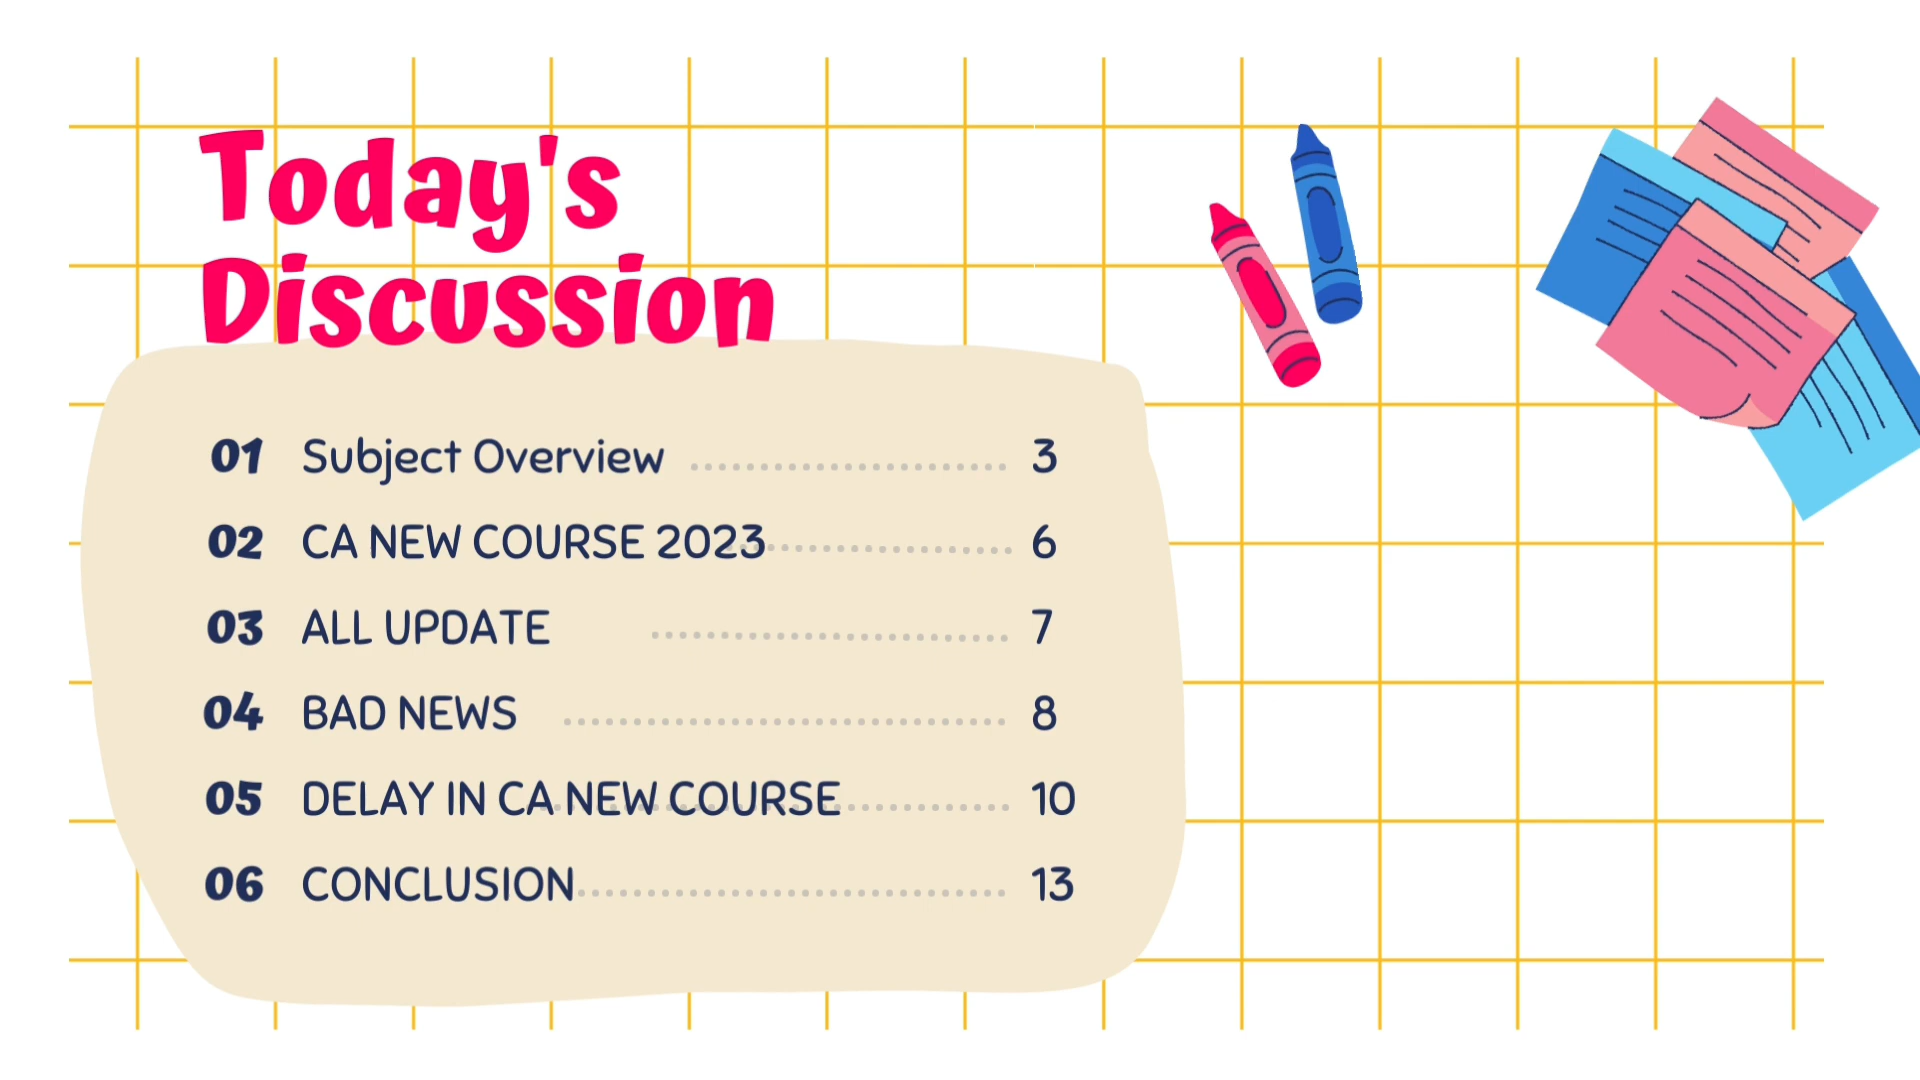 Today's
Discussion
01 Subject Overview 3
02 CA NEW COURSE 2023 6
03 ALL UPDATE 7
04 BAD NEWS 8
05 DELAY IN CA NEW COURSE 10
06 CONCLUSION 13